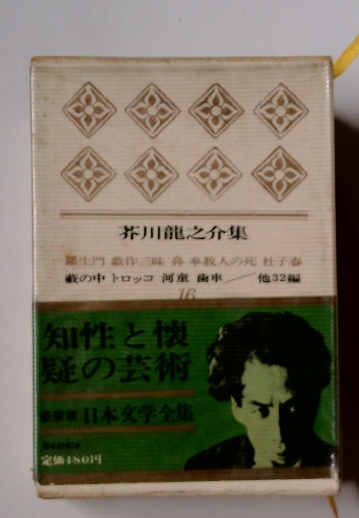 芥川龍之介集
羅生門 戯作三昧 鼻 奉教人の死 杜子春
藪の中 トロッコ 河童 歯車／他32編
16
知性と懐
疑の芸術
豪華版 日本文学全集
定価480円